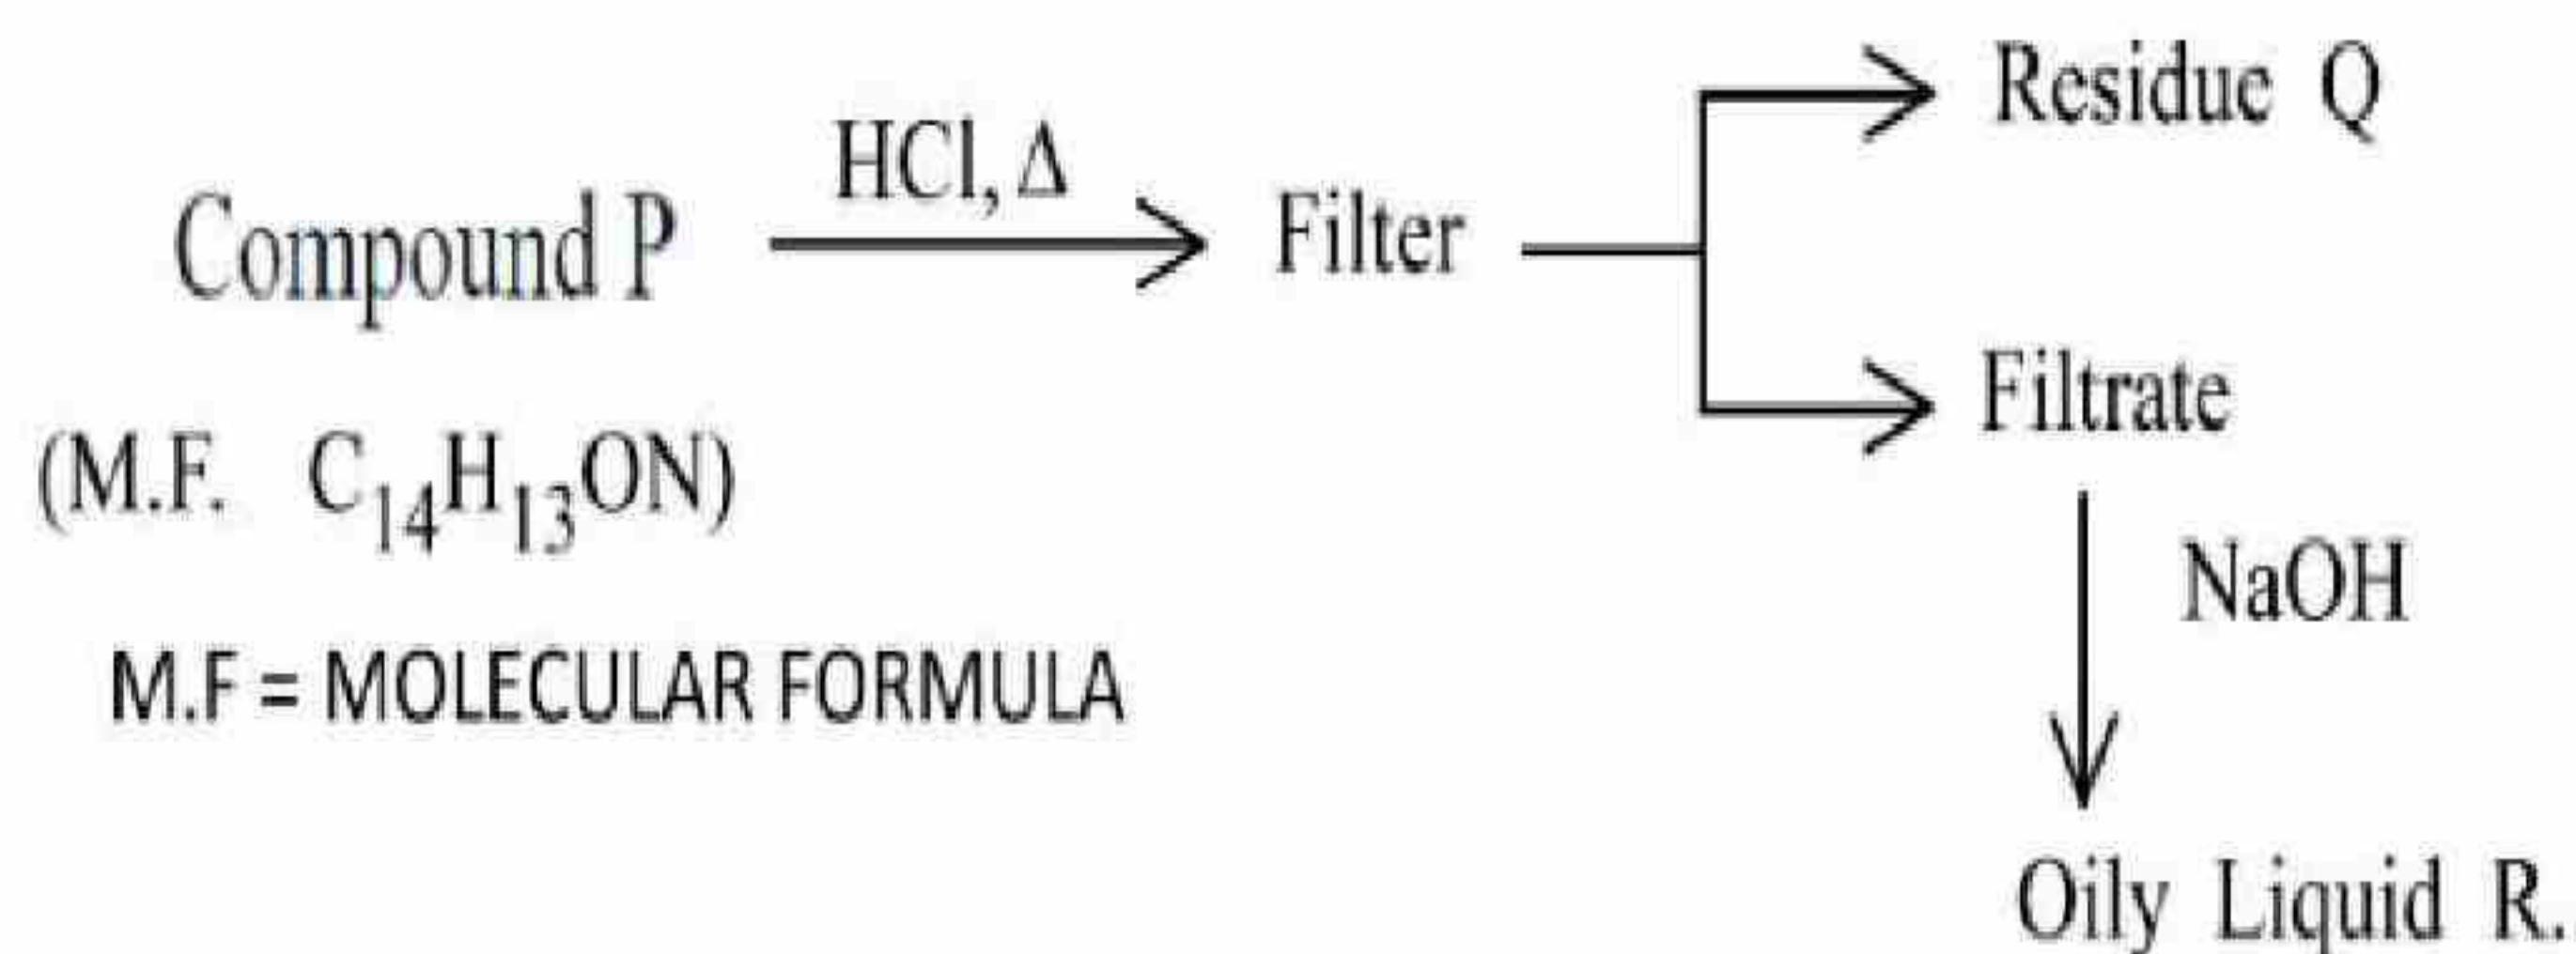 Residue Q
HCl, Δ
Compound P
Filter
Filtrate
(M.F. C₁₄H₁₃ON)
NaOH
M.F = MOLECULAR FORMULA
Oily Liquid R.